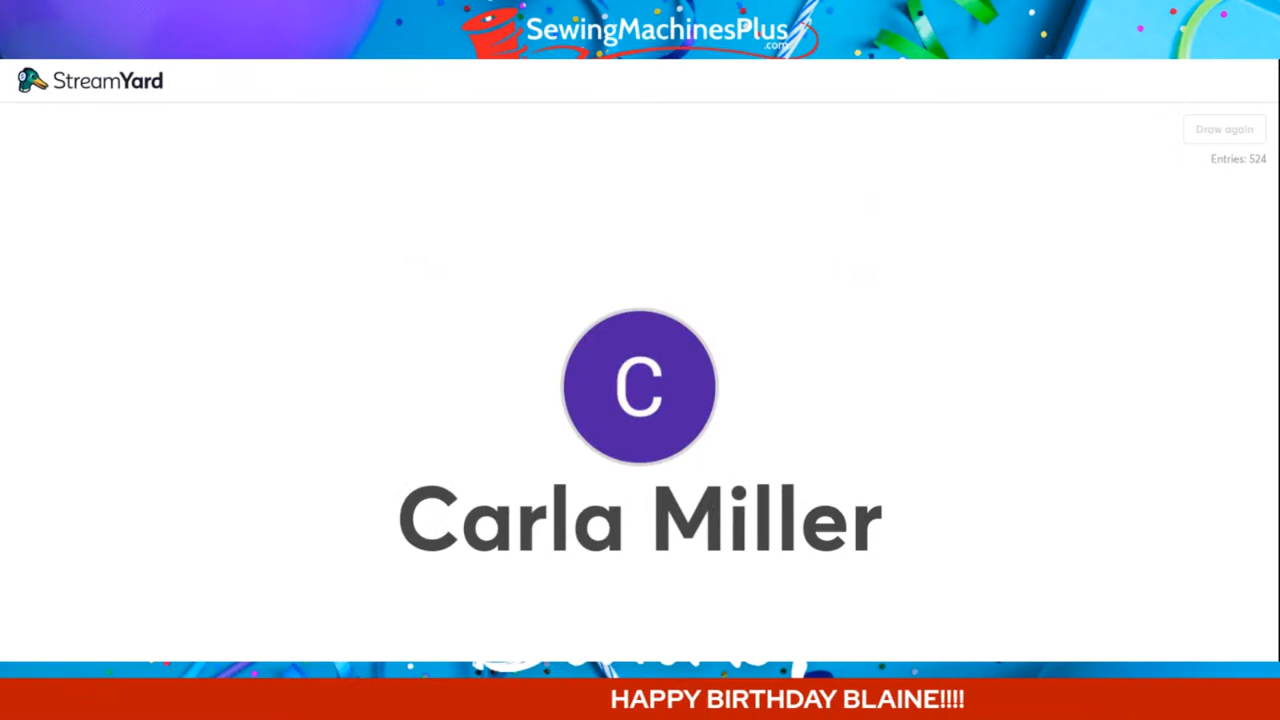 SewingMachinesPlus
.com
StreamYard
Draw again
Entries: 524
C
Carla Miller
HAPPY BIRTHDAY BLAINE!!!!